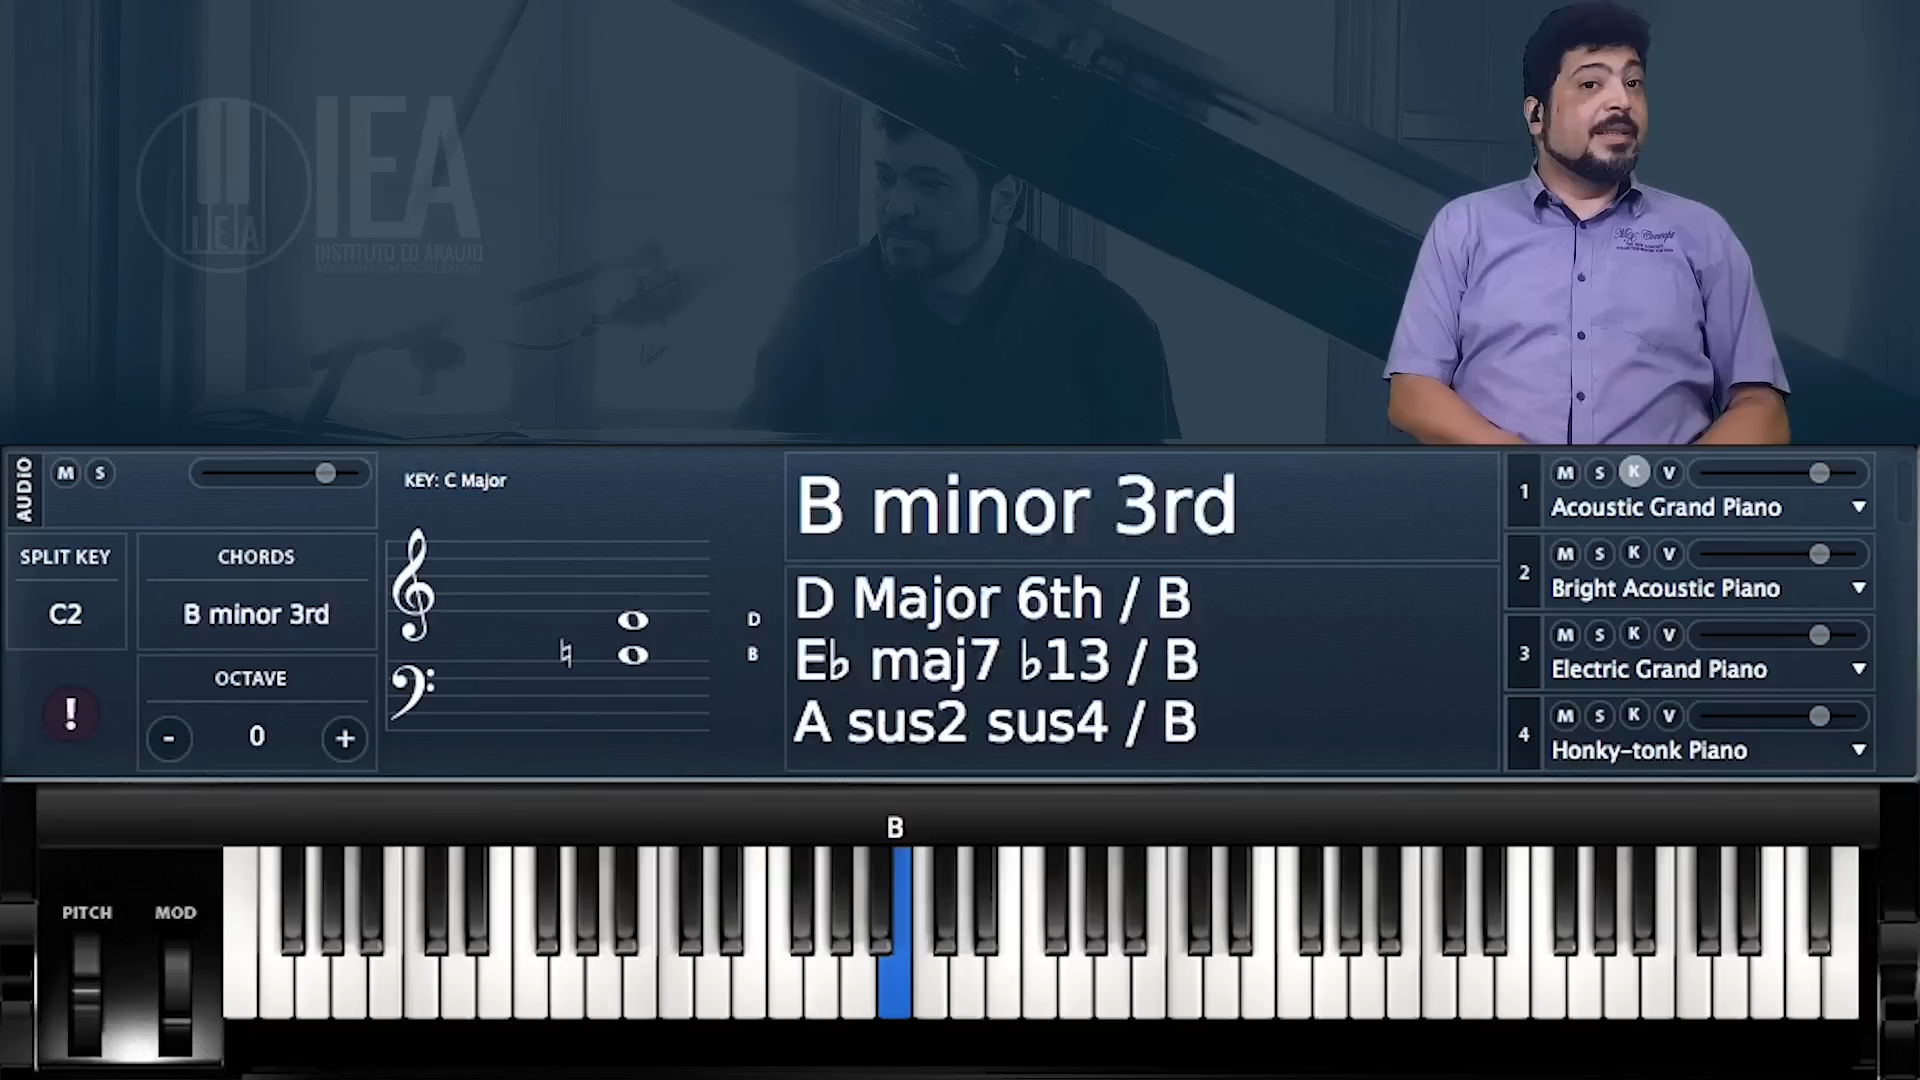 IEA
IEA
INSTITUTO ED ARAUJO
AUDIO
M S
KEY: C Major
SPLIT KEY
C2
!
CHORDS
B minor 3rd
OCTAVE
- 0 +
♮
D
B
B minor 3rd
D Major 6th / B
E♭ maj7 ♭13 / B
A sus2 sus4 / B
1
M S K V
Acoustic Grand Piano
2
M S K V
Bright Acoustic Piano
3
M S K V
Electric Grand Piano
4
M S K V
Honky-tonk Piano
B
PITCH MOD